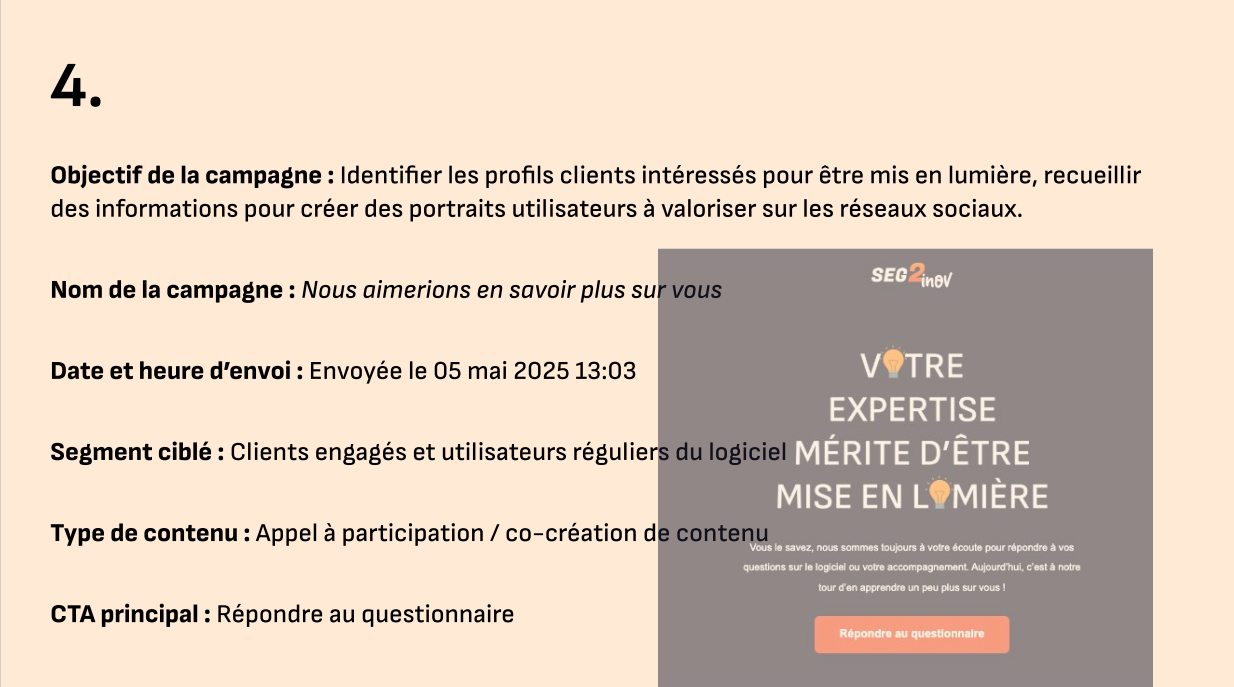 4.
Objectif de la campagne : Identifier les profils clients intéressés pour être mis en lumière, recueillir
des informations pour créer des portraits utilisateurs à valoriser sur les réseaux sociaux.
Nom de la campagne : Nous aimerions en savoir plus sur vous
Date et heure d’envoi : Envoyée le 05 mai 2025 13:03
Segment ciblé : Clients engagés et utilisateurs réguliers du logiciel
Type de contenu : Appel à participation / co-création de contenu
CTA principal : Répondre au questionnaire
SEG2inov
VOTRE
EXPERTISE
MÉRITE D’ÊTRE
MISE EN LUMIÈRE
Vous le savez, nous sommes toujours à votre écoute pour répondre à vos
questions sur le logiciel ou votre accompagnement. Aujourd’hui, c’est à notre
tour d’en apprendre un peu plus sur vous !
Répondre au questionnaire